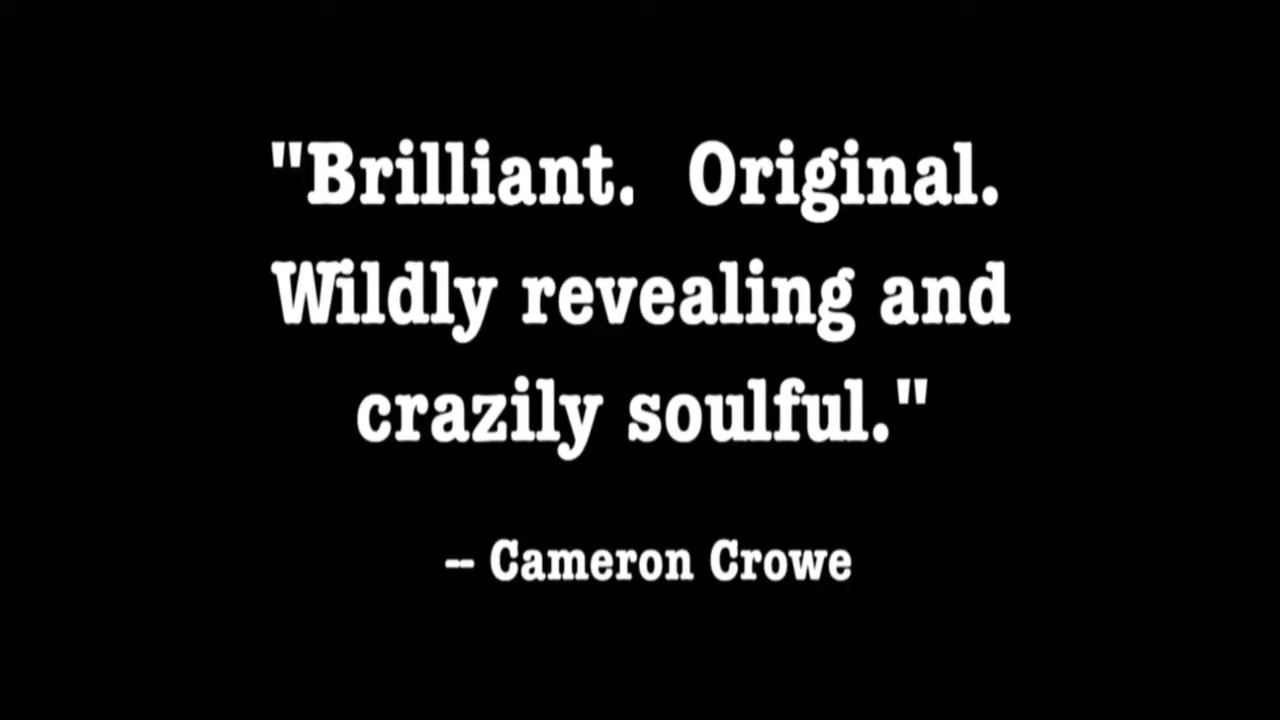 "Brilliant.  Original.
Wildly revealing and
crazily soulful."
-- Cameron Crowe